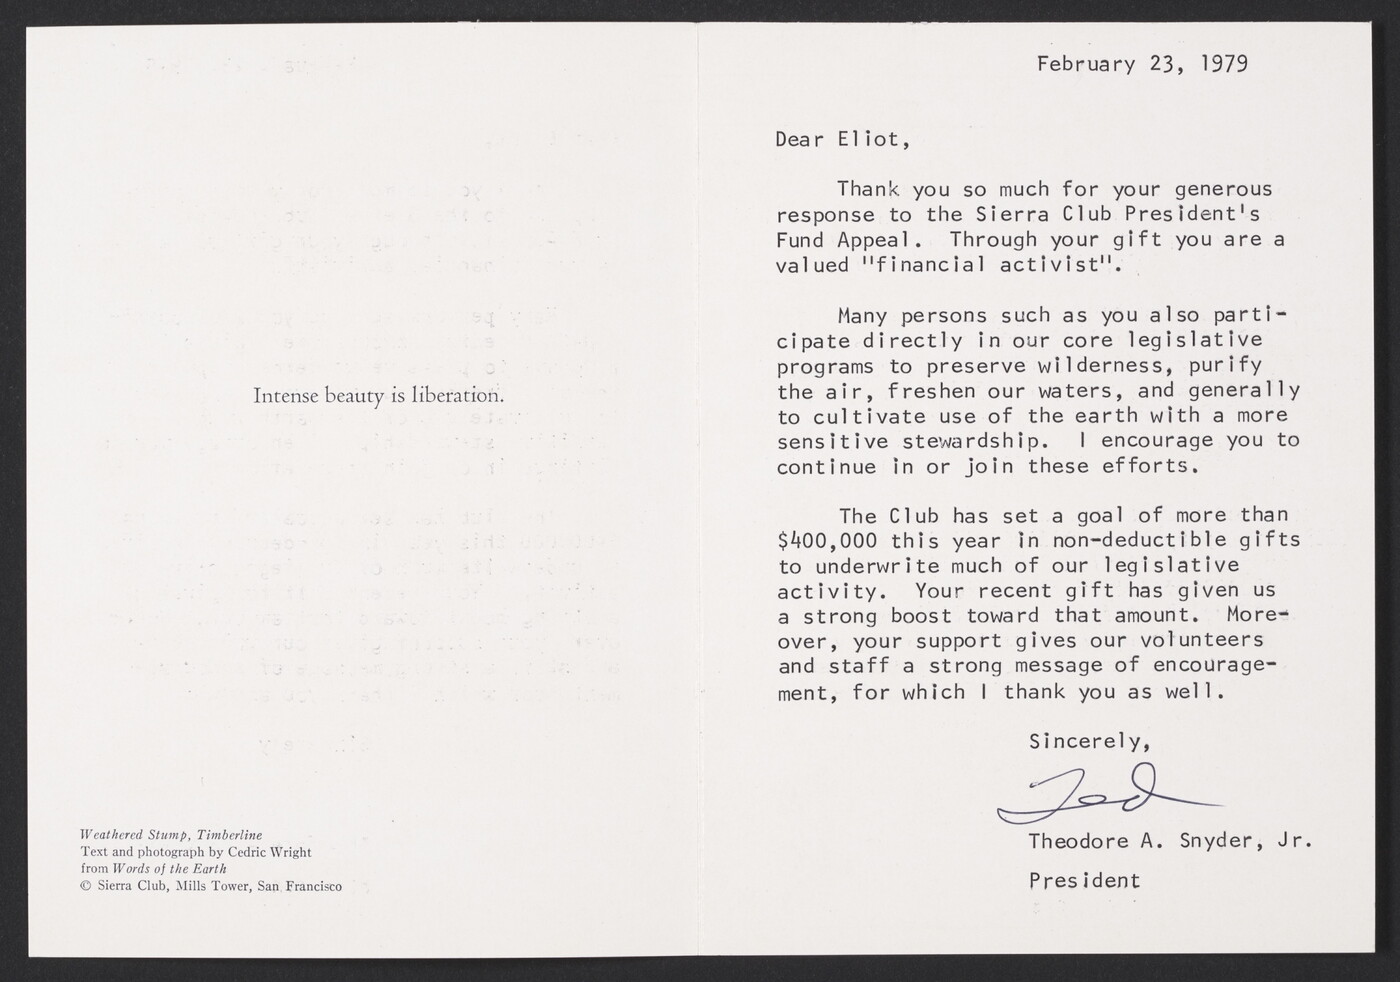 Intense beauty is liberation.
Weathered Stump, Timberline
Text and photograph by Cedric Wright
from Words of the Earth
© Sierra Club, Mills Tower, San Francisco
February 23, 1979
Dear Eliot,
Thank you so much for your generous
response to the Sierra Club President's
Fund Appeal. Through your gift you are a
valued "financial activist".
Many persons such as you also parti-
cipate directly in our core legislative
programs to preserve wilderness, purify
the air, freshen our waters, and generally
to cultivate use of the earth with a more
sensitive stewardship. I encourage you to
continue in or join these efforts.
The Club has set a goal of more than
$400,000 this year in non-deductible gifts
to underwrite much of our legislative
activity. Your recent gift has given us
a strong boost toward that amount. More-
over, your support gives our volunteers
and staff a strong message of encourage-
ment, for which I thank you as well.
Sincerely,
Ted
Theodore A. Snyder, Jr.
President